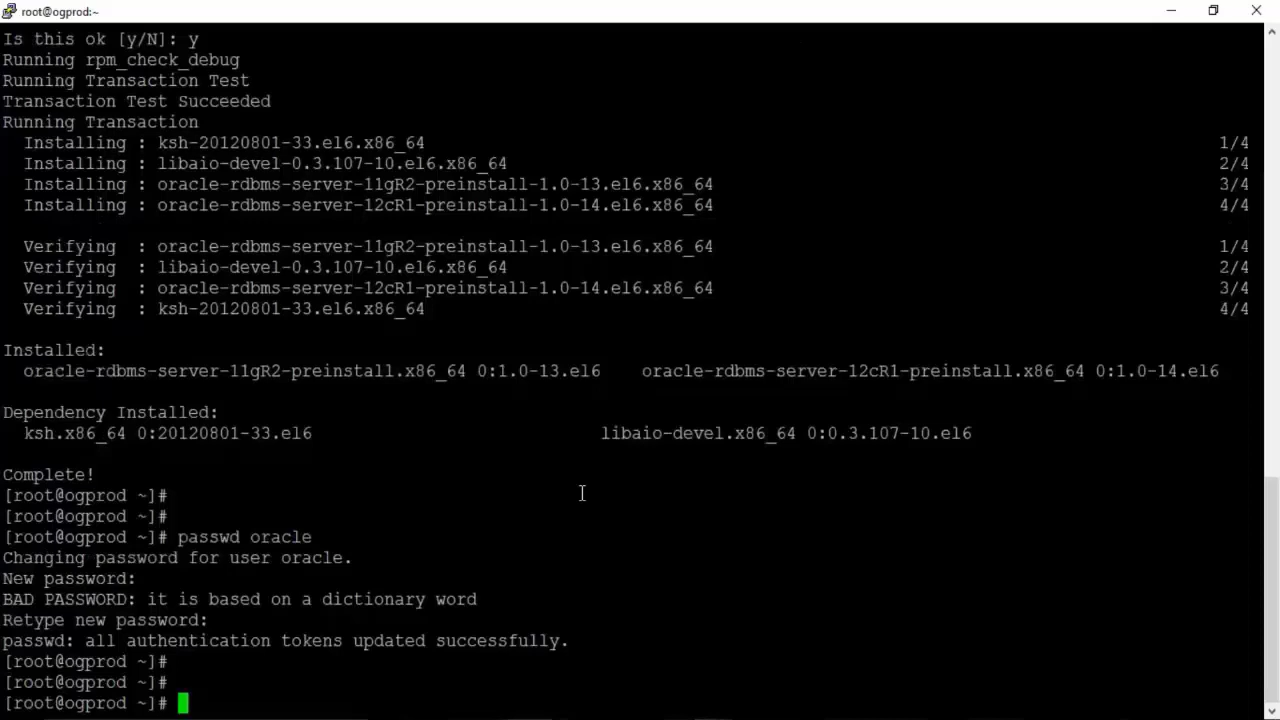 root@ogprod:~
Is this ok [y/N]: y
Running rpm_check_debug
Running Transaction Test
Transaction Test Succeeded
Running Transaction
  Installing : ksh-20120801-33.el6.x86_64 1/4
  Installing : libaio-devel-0.3.107-10.el6.x86_64 2/4
  Installing : oracle-rdbms-server-11gR2-preinstall-1.0-13.el6.x86_64 3/4
  Installing : oracle-rdbms-server-12cR1-preinstall-1.0-14.el6.x86_64 4/4
  Verifying : oracle-rdbms-server-11gR2-preinstall-1.0-13.el6.x86_64 1/4
  Verifying : libaio-devel-0.3.107-10.el6.x86_64 2/4
  Verifying : oracle-rdbms-server-12cR1-preinstall-1.0-14.el6.x86_64 3/4
  Verifying : ksh-20120801-33.el6.x86_64 4/4
Installed:
  oracle-rdbms-server-11gR2-preinstall.x86_64 0:1.0-13.el6 oracle-rdbms-server-12cR1-preinstall.x86_64 0:1.0-14.el6
Dependency Installed:
  ksh.x86_64 0:20120801-33.el6 libaio-devel.x86_64 0:0.3.107-10.el6
Complete!
[root@ogprod ~]#
[root@ogprod ~]#
[root@ogprod ~]# passwd oracle
Changing password for user oracle.
New password:
BAD PASSWORD: it is based on a dictionary word
Retype new password:
passwd: all authentication tokens updated successfully.
[root@ogprod ~]#
[root@ogprod ~]#
[root@ogprod ~]#